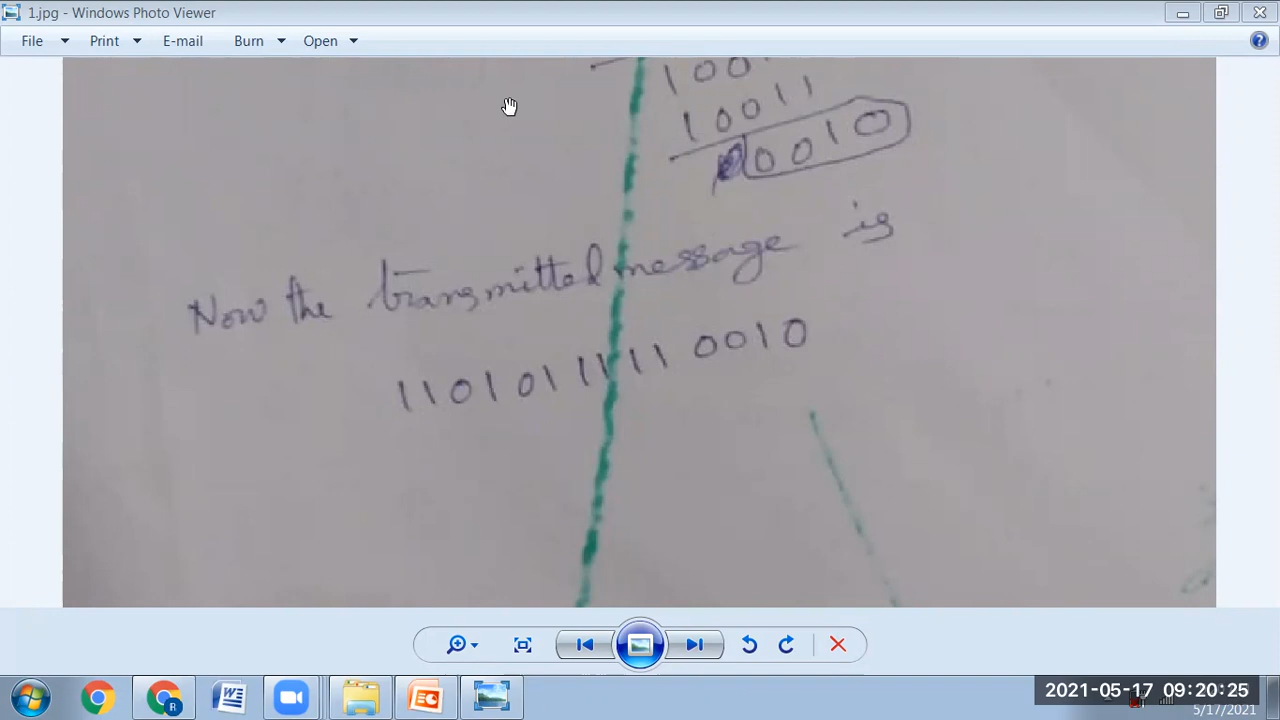 1.jpg - Windows Photo Viewer
File Print E-mail Burn Open
100
10011
00010
Now the transmitted message is
11010111110010
2021-05-17 09:20:25
5/17/2021